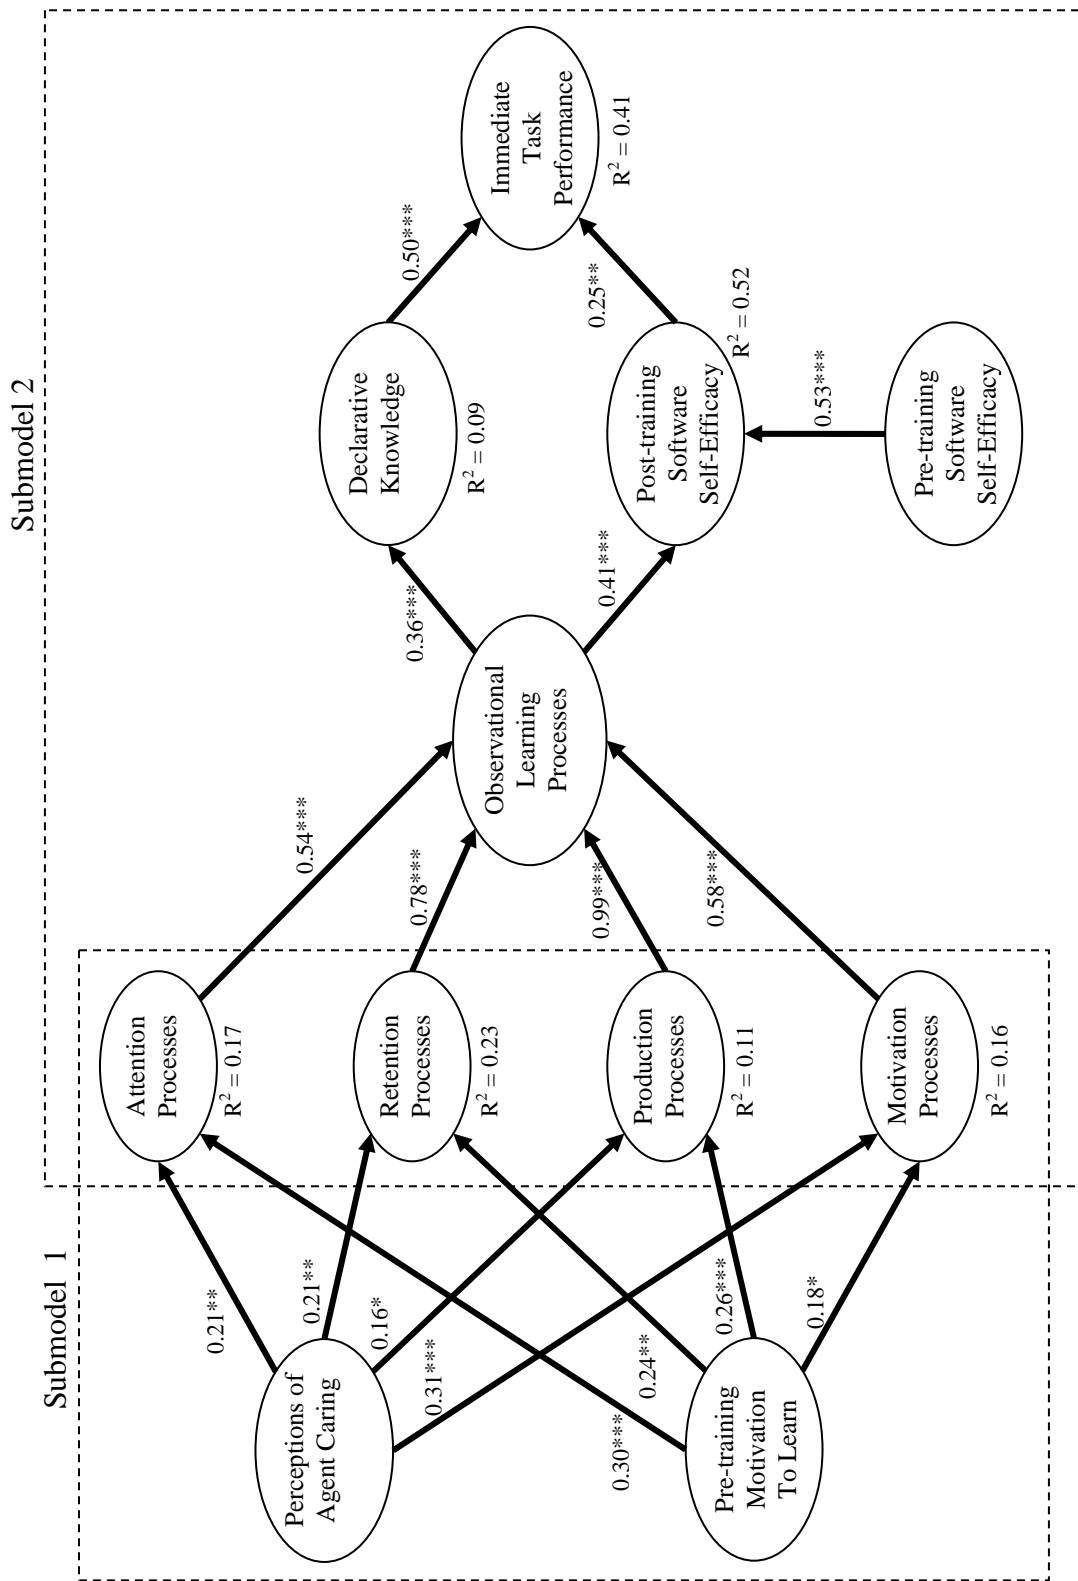 Submodel 1
Submodel 2
Perceptions of
Agent Caring
Pre-training
Motivation
To Learn
0.21**
0.21**
0.16*
0.31***
0.30***
0.24**
0.26***
0.18*
Attention
Processes
R² = 0.17
Retention
Processes
R² = 0.23
Production
Processes
R² = 0.11
Motivation
Processes
R² = 0.16
0.54***
0.78***
0.99***
0.58***
Observational
Learning
Processes
0.36***
0.41***
Declarative
Knowledge
R² = 0.09
Post-training
Software
Self-Efficacy
R² = 0.52
0.53***
Pre-training
Software
Self-Efficacy
0.50***
0.25**
Immediate
Task
Performance
R² = 0.41